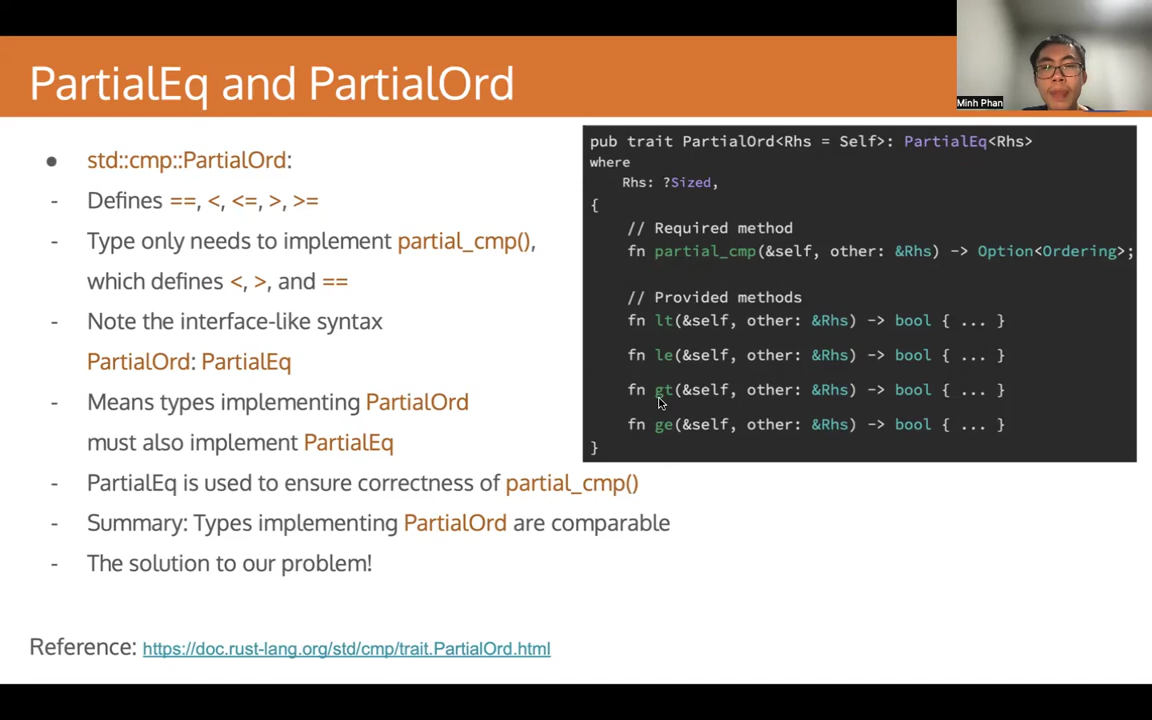 PartialEq and PartialOrd
Minh Phan
● std::cmp::PartialOrd:
- Defines ==, <, <=, >, >=
- Type only needs to implement partial_cmp(),
which defines <, >, and ==
- Note the interface-like syntax
PartialOrd: PartialEq
- Means types implementing PartialOrd
must also implement PartialEq
- PartialEq is used to ensure correctness of partial_cmp()
- Summary: Types implementing PartialOrd are comparable
- The solution to our problem!
pub trait PartialOrd<Rhs = Self>: PartialEq<Rhs>
where
Rhs: ?Sized,
{
// Required method
fn partial_cmp(&self, other: &Rhs) -> Option<Ordering>;
// Provided methods
fn lt(&self, other: &Rhs) -> bool { ... }
fn le(&self, other: &Rhs) -> bool { ... }
fn gt(&self, other: &Rhs) -> bool { ... }
fn ge(&self, other: &Rhs) -> bool { ... }
}
Reference: https://doc.rust-lang.org/std/cmp/trait.PartialOrd.html